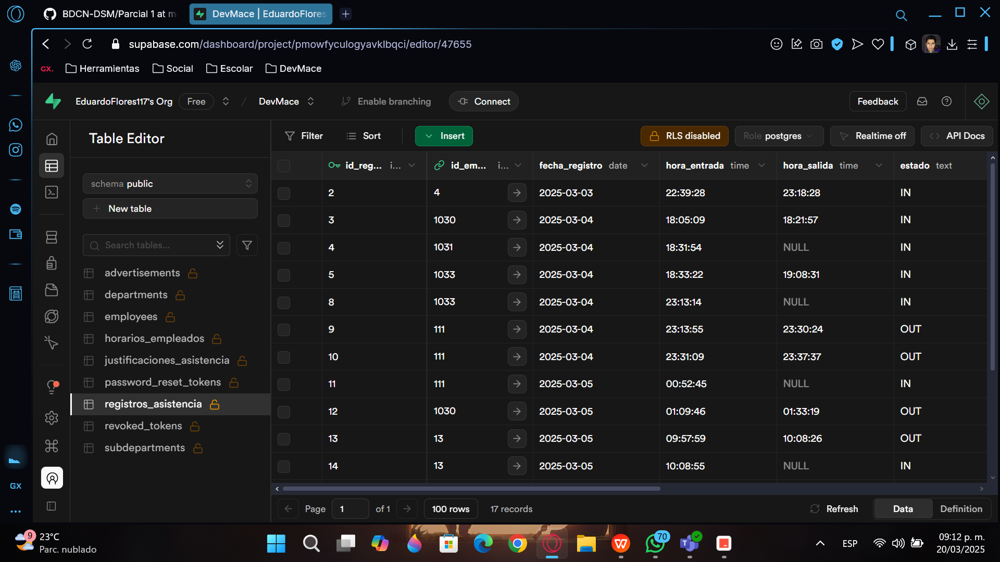 BDCN-DSM/Parcial 1 at m
DevMace | EduardoFlores
supabase.com/dashboard/project/pmowfyculogyavklbqci/editor/47655
GX.
Herramientas
Social
Escolar
DevMace
EduardoFlores117's Org
Free
/
DevMace
Enable branching
Connect
Feedback
Table Editor
Filter
Sort
Insert
RLS disabled
Role postgres
Realtime off
API Docs
schema public
New table
Search tables...
advertisements
departments
employees
horarios_empleados
justificaciones_asistencia
password_reset_tokens
registros_asistencia
revoked_tokens
subdepartments
id_reg... i... id_em... i... fecha_registro date hora_entrada time hora_salida time estado text
2 4 2025-03-03 22:39:28 23:18:28 IN
3 1030 2025-03-04 18:05:09 18:21:57 IN
4 1031 2025-03-04 18:31:54 NULL IN
5 1033 2025-03-04 18:33:22 19:08:31 IN
8 1033 2025-03-04 23:13:14 NULL IN
9 111 2025-03-04 23:13:55 23:30:24 OUT
10 111 2025-03-04 23:31:09 23:37:37 OUT
11 111 2025-03-05 00:52:45 NULL IN
12 1030 2025-03-05 01:09:46 01:33:19 OUT
13 13 2025-03-05 09:57:59 10:08:26 OUT
14 13 2025-03-05 10:08:55 NULL IN
Page 1 of 1
100 rows
17 records
Refresh
Data
Definition
GX
9
23°C
Parc. nublado
70
ESP
09:12 p. m.
20/03/2025